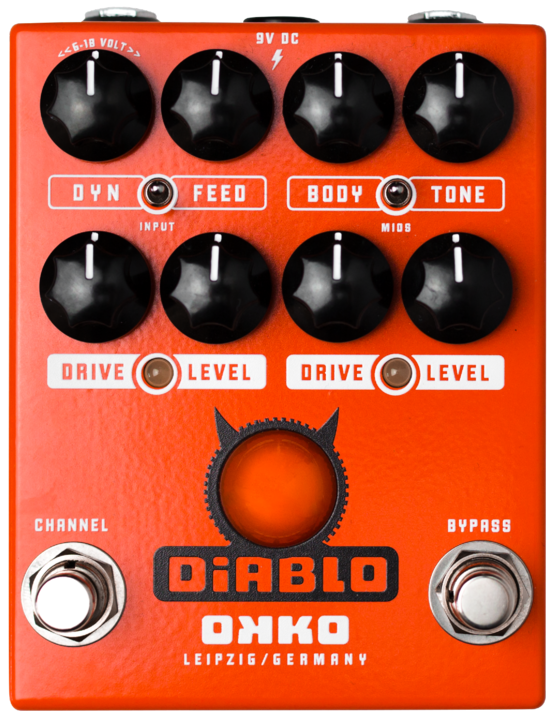 <<6-18 VOLT>>
9V DC
DYN FEED BODY TONE
INPUT MIDS
DRIVE LEVEL DRIVE LEVEL
CHANNEL BYPASS
DiABLO
OKKO
LEIPZIG/GERMANY